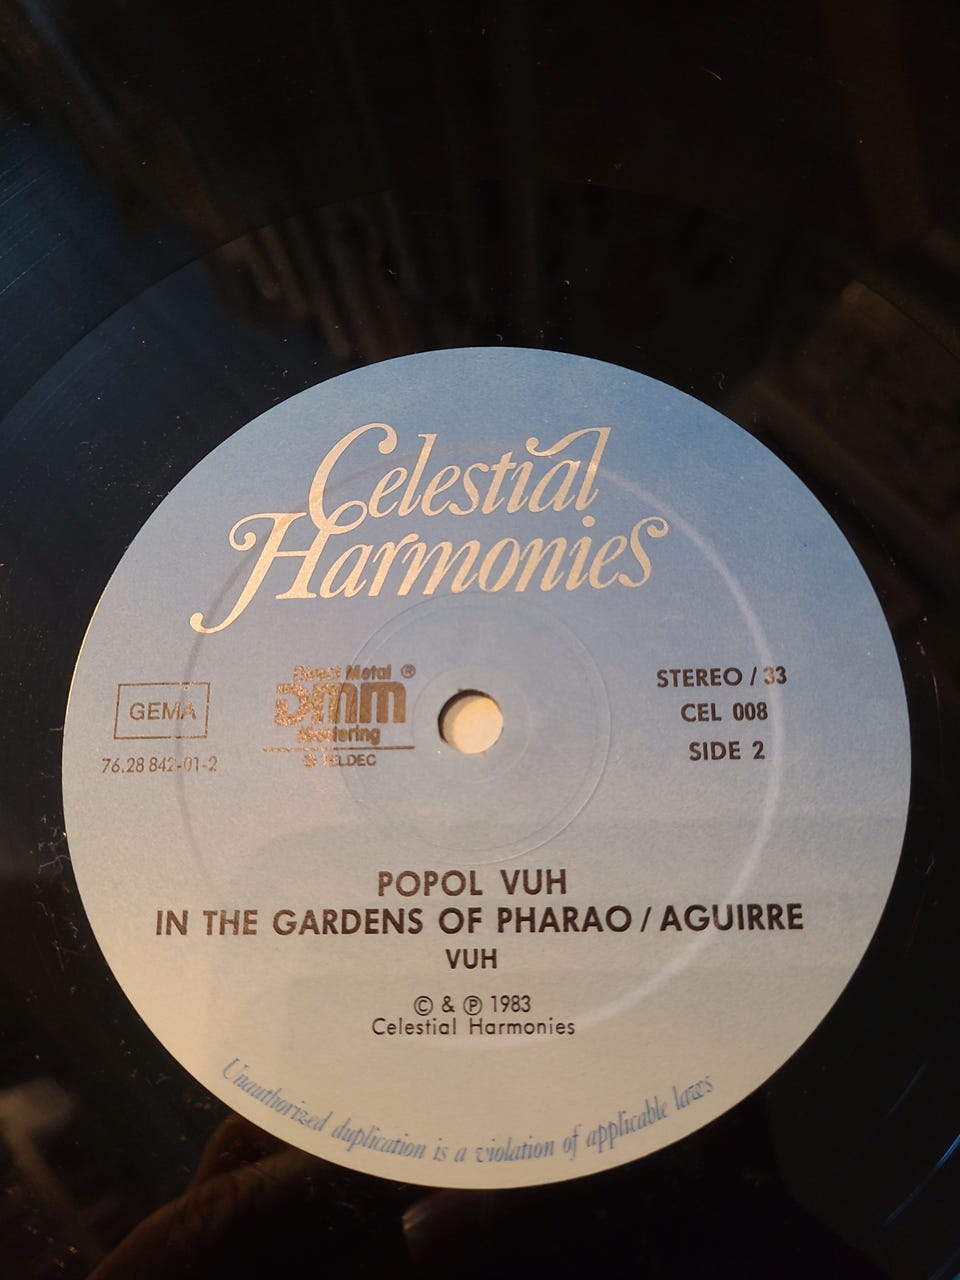 Celestial
Harmonies
GEMA
76.28 842-01-2
Direct Metal ®
DMM
Mastering
TELDEC
STEREO / 33
CEL 008
SIDE 2
POPOL VUH
IN THE GARDENS OF PHARAO / AGUIRRE
VUH
© & ℗ 1983
Celestial Harmonies
Unauthorized duplication is a violation of applicable laws